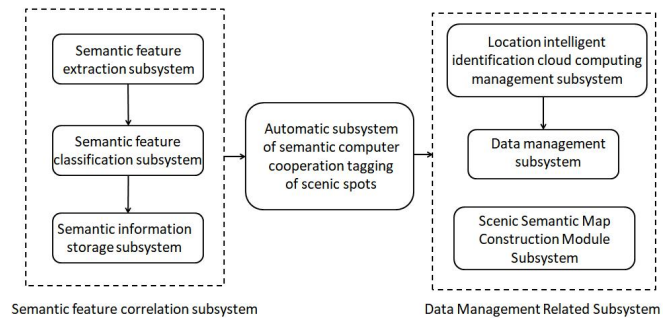 Semantic feature
extraction subsystem
Semantic feature
classification subsystem
Semantic information
storage subsystem
Semantic feature correlation subsystem
Automatic subsystem
of semantic computer
cooperation tagging
of scenic spots
Location intelligent
identification cloud computing
management subsystem
Data management
subsystem
Scenic Semantic Map
Construction Module
Subsystem
Data Management Related Subsystem